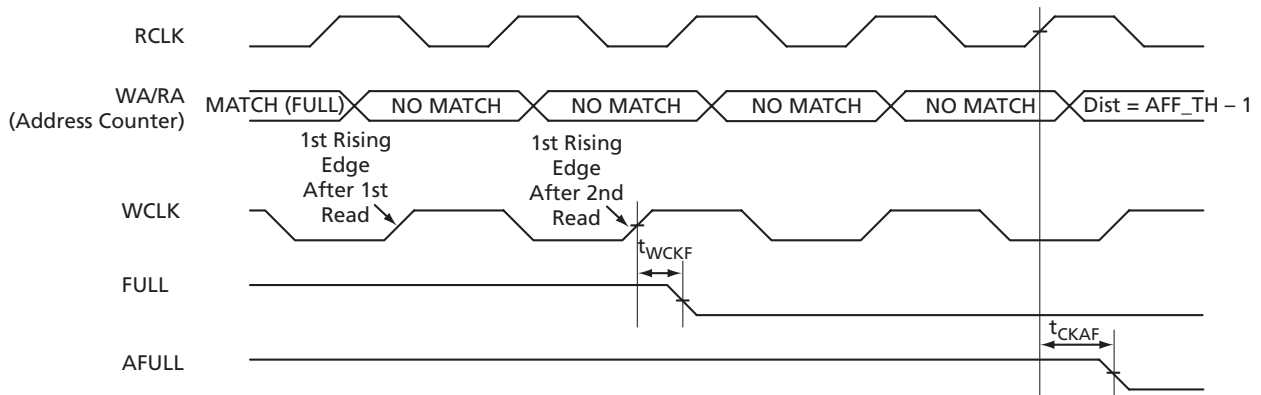 RCLK
WA/RA
(Address Counter)
MATCH (FULL) NO MATCH NO MATCH NO MATCH NO MATCH Dist = AFF_TH – 1
1st Rising
Edge
After 1st
Read
1st Rising
Edge
After 2nd
Read
WCLK
tWCKF
FULL
tCKAF
AFULL